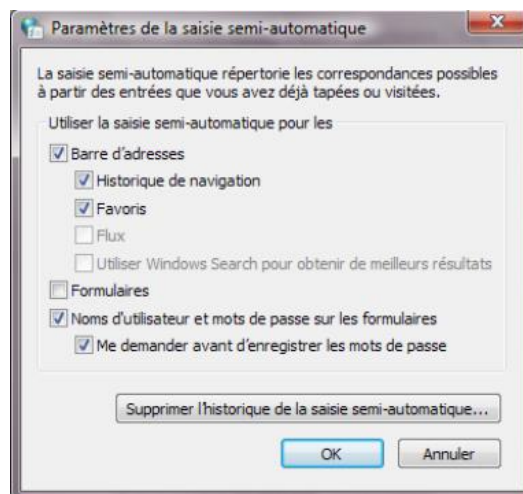 Paramètres de la saisie semi-automatique
La saisie semi-automatique répertorie les correspondances possibles
à partir des entrées que vous avez déjà tapées ou visitées.
Utiliser la saisie semi-automatique pour les
Barre d'adresses
Historique de navigation
Favoris
Flux
Utiliser Windows Search pour obtenir de meilleurs résultats
Formulaires
Noms d'utilisateur et mots de passe sur les formulaires
Me demander avant d'enregistrer les mots de passe
Supprimer l'historique de la saisie semi-automatique...
OK
Annuler